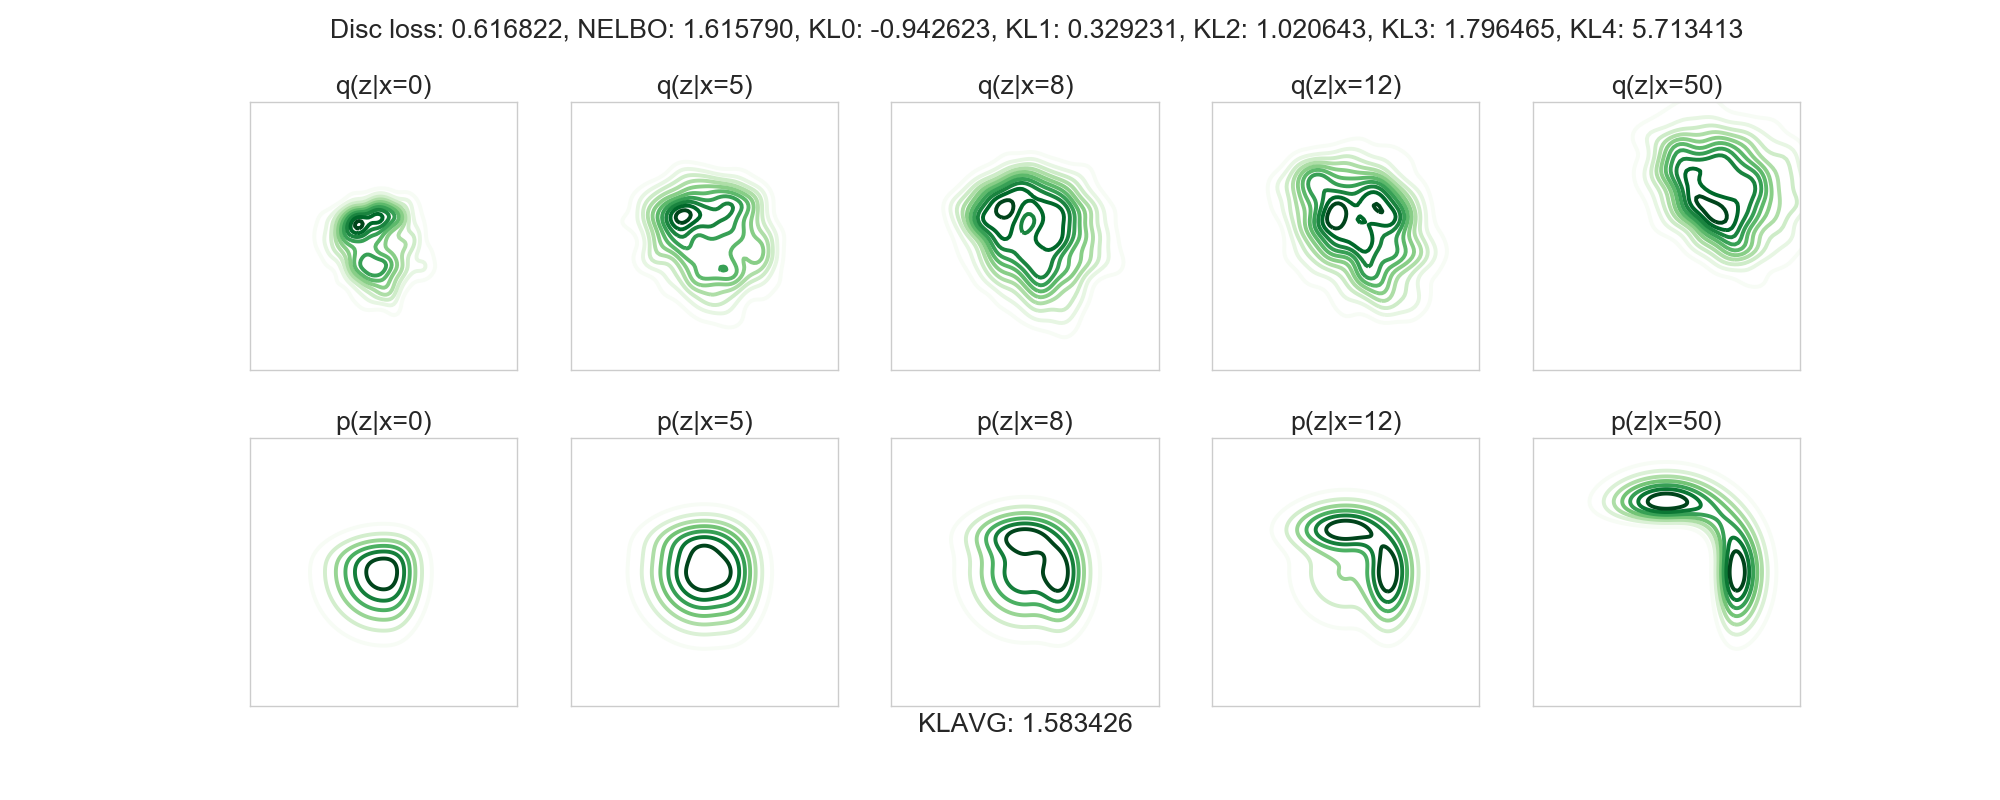 Disc loss: 0.616822, NELBO: 1.615790, KL0: -0.942623, KL1: 0.329231, KL2: 1.020643, KL3: 1.796465, KL4: 5.713413
q(z|x=0) q(z|x=5) q(z|x=8) q(z|x=12) q(z|x=50)
p(z|x=0) p(z|x=5) p(z|x=8) p(z|x=12) p(z|x=50)
KLAVG: 1.583426